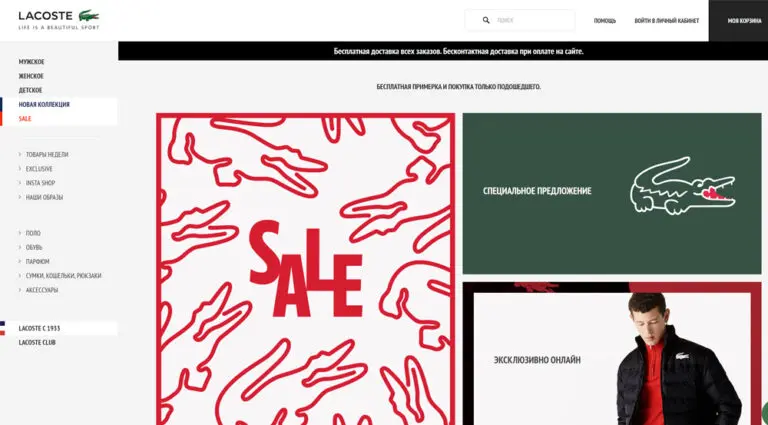 LACOSTE
LIFE IS A BEAUTIFUL SPORT
ПОИСК
ПОМОЩЬ
ВОЙТИ В ЛИЧНЫЙ КАБИНЕТ
МОЯ КОРЗИНА
Бесплатная доставка всех заказов. Бесконтактная доставка при оплате на сайте.
МУЖСКОЕ
ЖЕНСКОЕ
ДЕТСКОЕ
НОВАЯ КОЛЛЕКЦИЯ
SALE
ТОВАРЫ НЕДЕЛИ
EXCLUSIVE
INSTA SHOP
НАШИ ОБРАЗЫ
ПОЛО
ОБУВЬ
ПАРФЮМ
СУМКИ, КОШЕЛЬКИ, РЮКЗАКИ
АКСЕССУАРЫ
LACOSTE С 1933
LACOSTE CLUB
БЕСПЛАТНАЯ ПРИМЕРКА И ПОКУПКА ТОЛЬКО ПОДОШЕДШЕГО.
SALE
СПЕЦИАЛЬНОЕ ПРЕДЛОЖЕНИЕ
ЭКСКЛЮЗИВНО ОНЛАЙН